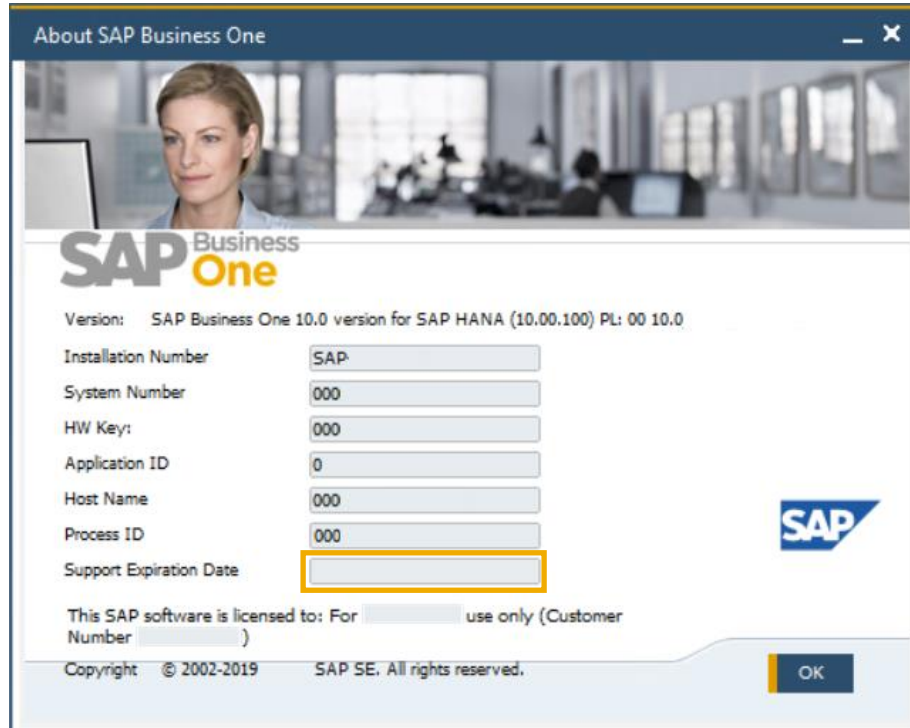 About SAP Business One
SAP Business One
Version: SAP Business One 10.0 version for SAP HANA (10.00.100) PL: 00 10.0
Installation Number SAP
System Number 000
HW Key: 000
Application ID 0
Host Name 000
Process ID 000
SAP
Support Expiration Date
This SAP software is licensed to: For use only (Customer
Number )
Copyright © 2002-2019 SAP SE. All rights reserved.
OK